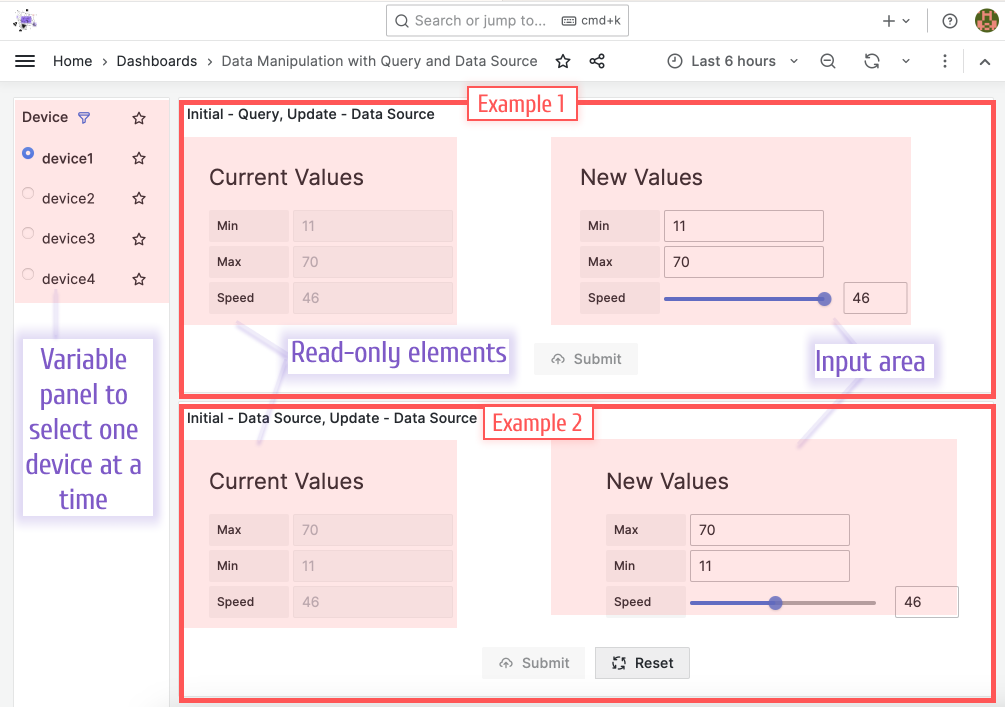 Search or jump to... cmd+k
Home › Dashboards › Data Manipulation with Query and Data Source
Last 6 hours
Device
device1
device2
device3
device4
Variable
panel to
select one
device at a
time
Example 1
Initial - Query, Update - Data Source
Current Values
Min 11
Max 70
Speed 46
New Values
Min 11
Max 70
Speed 46
Read-only elements
Submit
Input area
Example 2
Initial - Data Source, Update - Data Source
Current Values
Max 70
Min 11
Speed 46
New Values
Max 70
Min 11
Speed 46
Submit
Reset